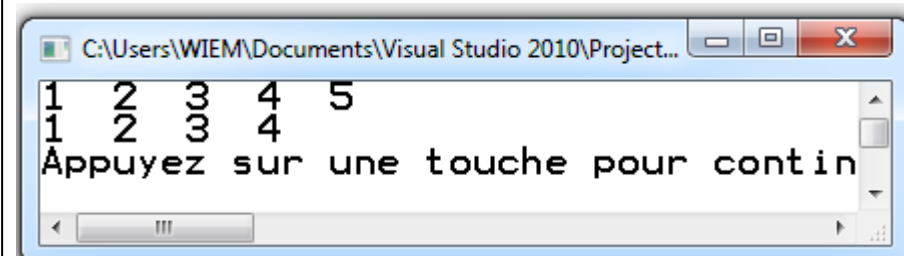 C:\Users\WIEM\Documents\Visual Studio 2010\Project...
1 2 3 4 5
1 2 3 4
Appuyez sur une touche pour contin